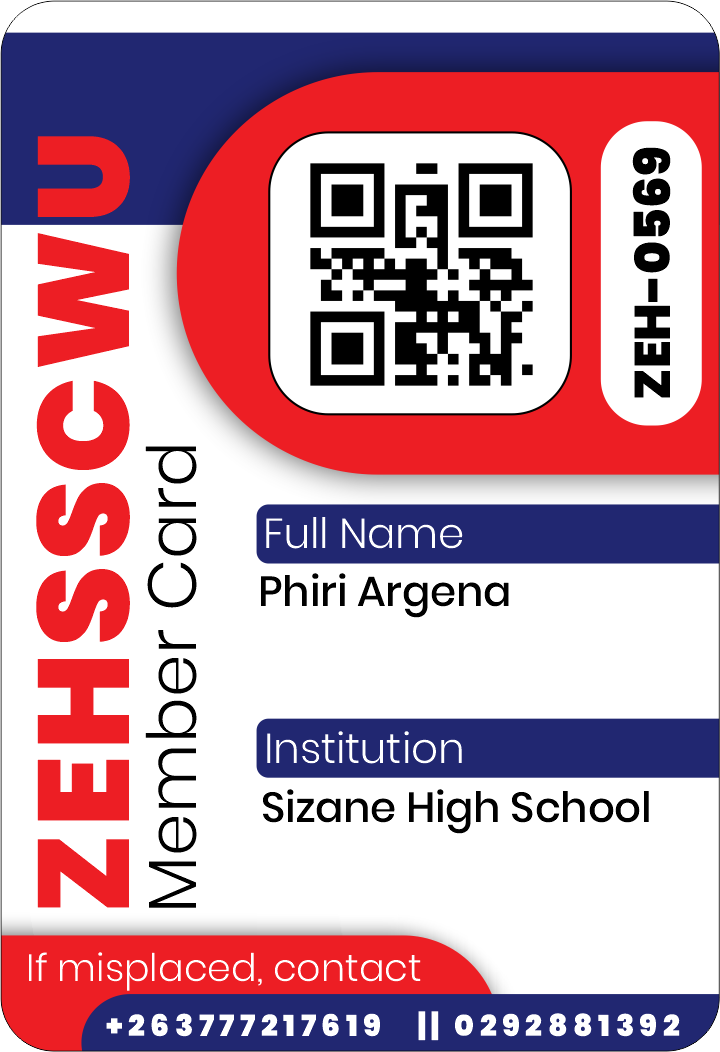 ZEHSSCWU
Member Card
ZEH-0569
Full Name
Phiri Argena
Institution
Sizane High School
If misplaced, contact
+263777217619 || 0292881392